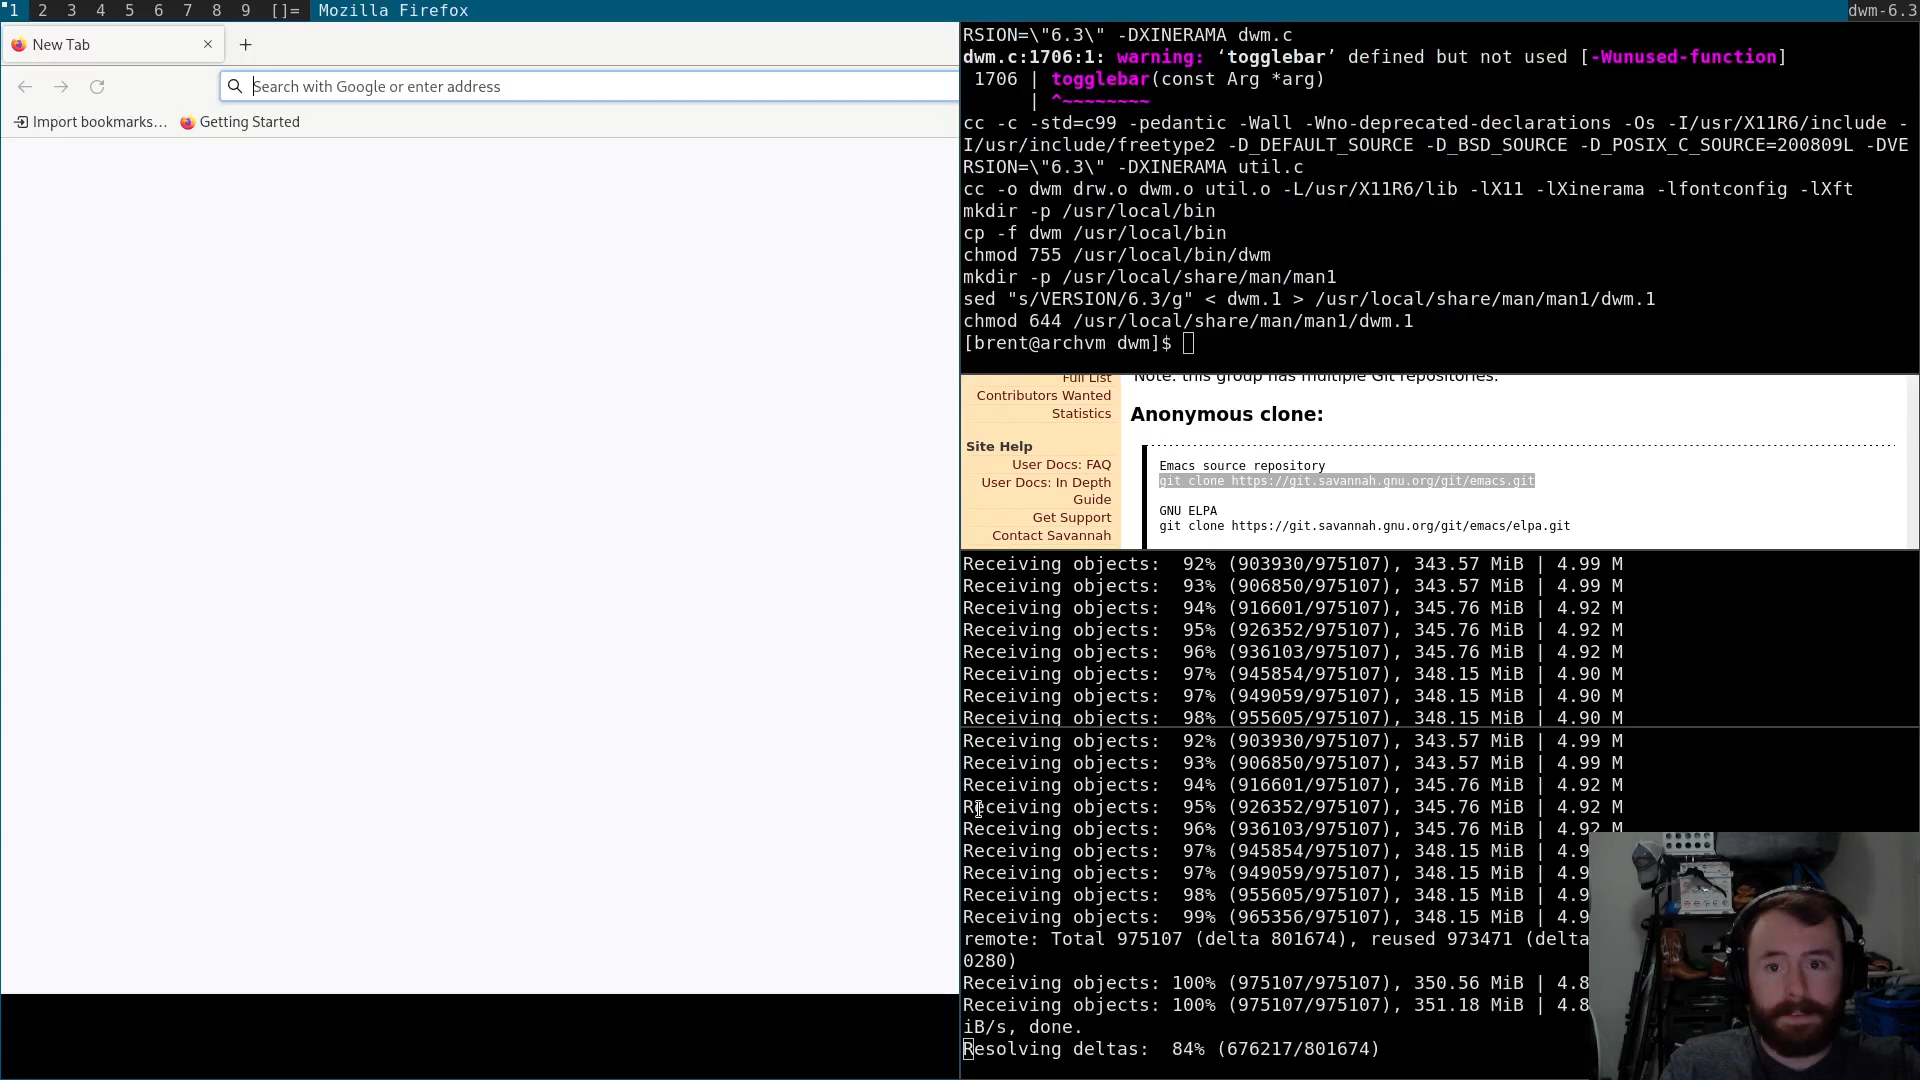 1 2 3 4 5 6 7 8 9 []= Mozilla Firefox dwm-6.3
New Tab
Search with Google or enter address
Import bookmarks… Getting Started
RSION=\"6.3\" -DXINERAMA dwm.c
dwm.c:1706:1: warning: ‘togglebar’ defined but not used [-Wunused-function]
1706 | togglebar(const Arg *arg)
| ^~~~~~~~~
cc -c -std=c99 -pedantic -Wall -Wno-deprecated-declarations -Os -I/usr/X11R6/include -
I/usr/include/freetype2 -D_DEFAULT_SOURCE -D_BSD_SOURCE -D_POSIX_C_SOURCE=200809L -DVE
RSION=\"6.3\" -DXINERAMA util.c
cc -o dwm drw.o dwm.o util.o -L/usr/X11R6/lib -lX11 -lXinerama -lfontconfig -lXft
mkdir -p /usr/local/bin
cp -f dwm /usr/local/bin
chmod 755 /usr/local/bin/dwm
mkdir -p /usr/local/share/man/man1
sed "s/VERSION/6.3/g" < dwm.1 > /usr/local/share/man/man1/dwm.1
chmod 644 /usr/local/share/man/man1/dwm.1
[brent@archvm dwm]$
Full List
Contributors Wanted
Statistics
Site Help
User Docs: FAQ
User Docs: In Depth
Guide
Get Support
Contact Savannah
Note: this group has multiple Git repositories.
Anonymous clone:
Emacs source repository
git clone https://git.savannah.gnu.org/git/emacs.git
GNU ELPA
git clone https://git.savannah.gnu.org/git/emacs/elpa.git
Receiving objects:  92% (903930/975107), 343.57 MiB | 4.99 M
Receiving objects:  93% (906850/975107), 343.57 MiB | 4.99 M
Receiving objects:  94% (916601/975107), 345.76 MiB | 4.92 M
Receiving objects:  95% (926352/975107), 345.76 MiB | 4.92 M
Receiving objects:  96% (936103/975107), 345.76 MiB | 4.92 M
Receiving objects:  97% (945854/975107), 348.15 MiB | 4.90 M
Receiving objects:  97% (949059/975107), 348.15 MiB | 4.90 M
Receiving objects:  98% (955605/975107), 348.15 MiB | 4.90 M
Receiving objects:  92% (903930/975107), 343.57 MiB | 4.99 M
Receiving objects:  93% (906850/975107), 343.57 MiB | 4.99 M
Receiving objects:  94% (916601/975107), 345.76 MiB | 4.92 M
Receiving objects:  95% (926352/975107), 345.76 MiB | 4.92 M
Receiving objects:  96% (936103/975107), 345.76 MiB | 4.92 M
Receiving objects:  97% (945854/975107), 348.15 MiB | 4.9
Receiving objects:  97% (949059/975107), 348.15 MiB | 4.9
Receiving objects:  98% (955605/975107), 348.15 MiB | 4.9
Receiving objects:  99% (965356/975107), 348.15 MiB | 4.9
remote: Total 975107 (delta 801674), reused 973471 (delta
0280)
Receiving objects: 100% (975107/975107), 350.56 MiB | 4.8
Receiving objects: 100% (975107/975107), 351.18 MiB | 4.8
iB/s, done.
Resolving deltas:  84% (676217/801674)